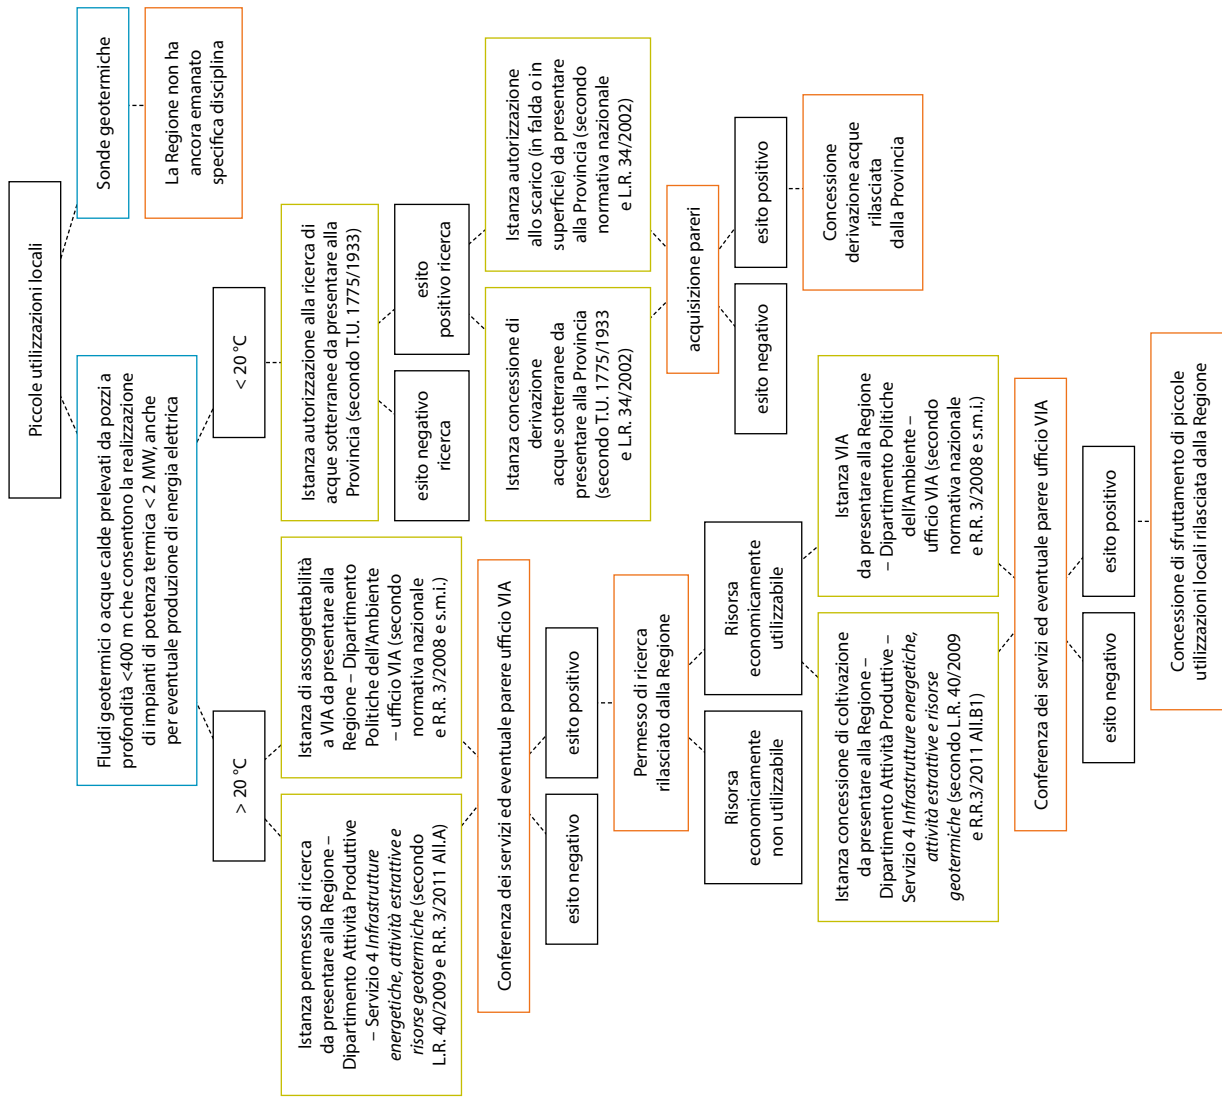 Piccole utilizzazioni locali
Fluidi geotermici o acque calde prelevati da pozzi a
profondità <400 m che consentono la realizzazione
di impianti di potenza termica < 2 MW, anche
per eventuale produzione di energia elettrica
Sonde geotermiche
La Regione non ha
ancora emanato
specifica disciplina
> 20 °C
< 20 °C
Istanza permesso di ricerca
da presentare alla Regione –
Dipartimento Attività Produttive
– Servizio 4 Infrastrutture
energetiche, attività estrattive e
risorse geotermiche (secondo
L.R. 40/2009 e R.R. 3/2011 All.A)
Istanza di assoggettabilità
a VIA da presentare alla
Regione – Dipartimento
Politiche dell'Ambiente
– ufficio VIA (secondo
normativa nazionale
e R.R. 3/2008 e s.m.i.)
Conferenza dei servizi ed eventuale parere ufficio VIA
esito negativo
esito positivo
Permesso di ricerca
rilasciato dalla Regione
Risorsa
economicamente
non utilizzabile
Risorsa
economicamente
utilizzabile
Istanza concessione di coltivazione
da presentare alla Regione –
Dipartimento Attività Produttive –
Servizio 4 Infrastrutture energetiche,
attività estrattive e risorse
geotermiche (secondo L.R. 40/2009
e R.R.3/2011 All.B1)
Istanza VIA
da presentare alla Regione
– Dipartimento Politiche
dell'Ambiente –
ufficio VIA (secondo
normativa nazionale
e R.R. 3/2008 e s.m.i.)
Conferenza dei servizi ed eventuale parere ufficio VIA
esito negativo
esito positivo
Concessione di sfruttamento di piccole
utilizzazioni locali rilasciata dalla Regione
Istanza autorizzazione alla ricerca di
acque sotterranee da presentare alla
Provincia (secondo T.U. 1775/1933)
esito negativo
ricerca
esito
positivo ricerca
Istanza concessione di
derivazione
acque sotterranee da
presentare alla Provincia
(secondo T.U. 1775/1933
e L.R. 34/2002)
Istanza autorizzazione
allo scarico (in falda o in
superficie) da presentare
alla Provincia (secondo
normativa nazionale
e L.R. 34/2002)
acquisizione pareri
esito negativo
esito positivo
Concessione
derivazione acque
rilasciata
dalla Provincia